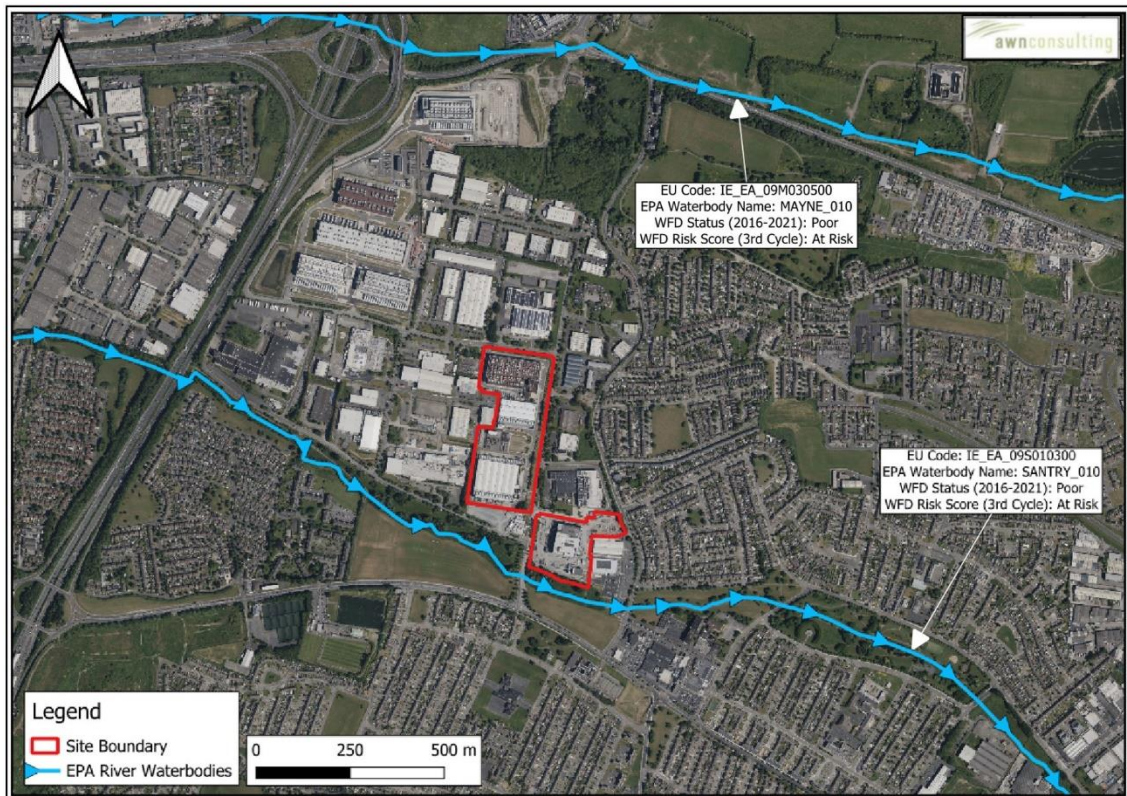 awnconsulting
EU Code: IE_EA_09M030500
EPA Waterbody Name: MAYNE_010
WFD Status (2016-2021): Poor
WFD Risk Score (3rd Cycle): At Risk
EU Code: IE_EA_09S010300
EPA Waterbody Name: SANTRY_010
WFD Status (2016-2021): Poor
WFD Risk Score (3rd Cycle): At Risk
Legend
Site Boundary
EPA River Waterbodies
0 250 500 m